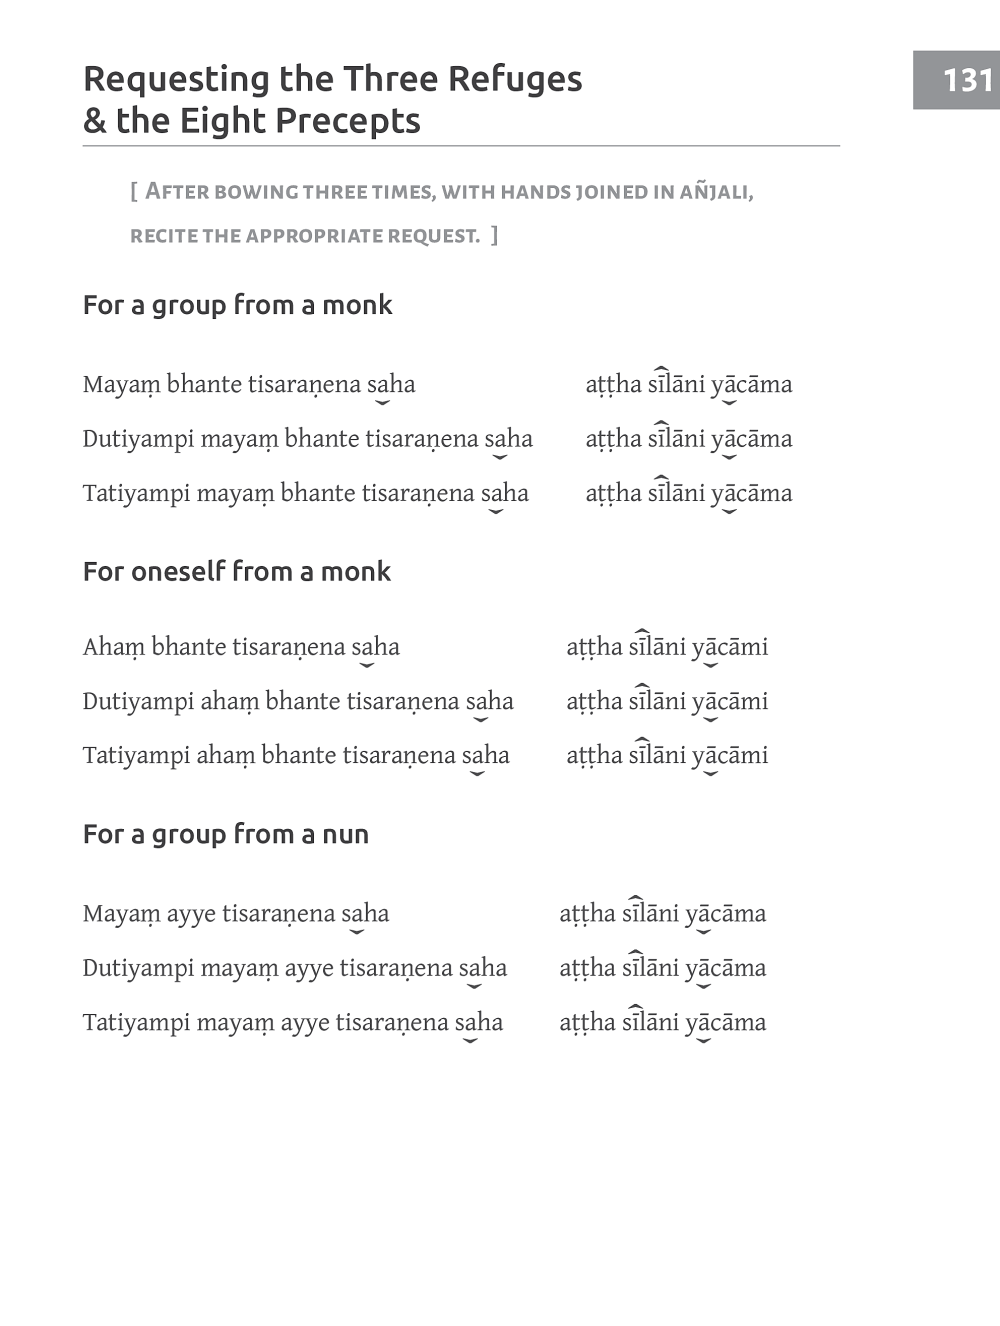 Requesting the Three Refuges
& the Eight Precepts
131
[ After bowing three times, with hands joined in añjali,
recite the appropriate request. ]
For a group from a monk
Mayaṃ bhante tisaraṇena saha aṭṭha sīlāni yācāma
Dutiyampi mayaṃ bhante tisaraṇena saha aṭṭha sīlāni yācāma
Tatiyampi mayaṃ bhante tisaraṇena saha aṭṭha sīlāni yācāma
For oneself from a monk
Ahaṃ bhante tisaraṇena saha aṭṭha sīlāni yācāmi
Dutiyampi ahaṃ bhante tisaraṇena saha aṭṭha sīlāni yācāmi
Tatiyampi ahaṃ bhante tisaraṇena saha aṭṭha sīlāni yācāmi
For a group from a nun
Mayaṃ ayye tisaraṇena saha aṭṭha sīlāni yācāma
Dutiyampi mayaṃ ayye tisaraṇena saha aṭṭha sīlāni yācāma
Tatiyampi mayaṃ ayye tisaraṇena saha aṭṭha sīlāni yācāma